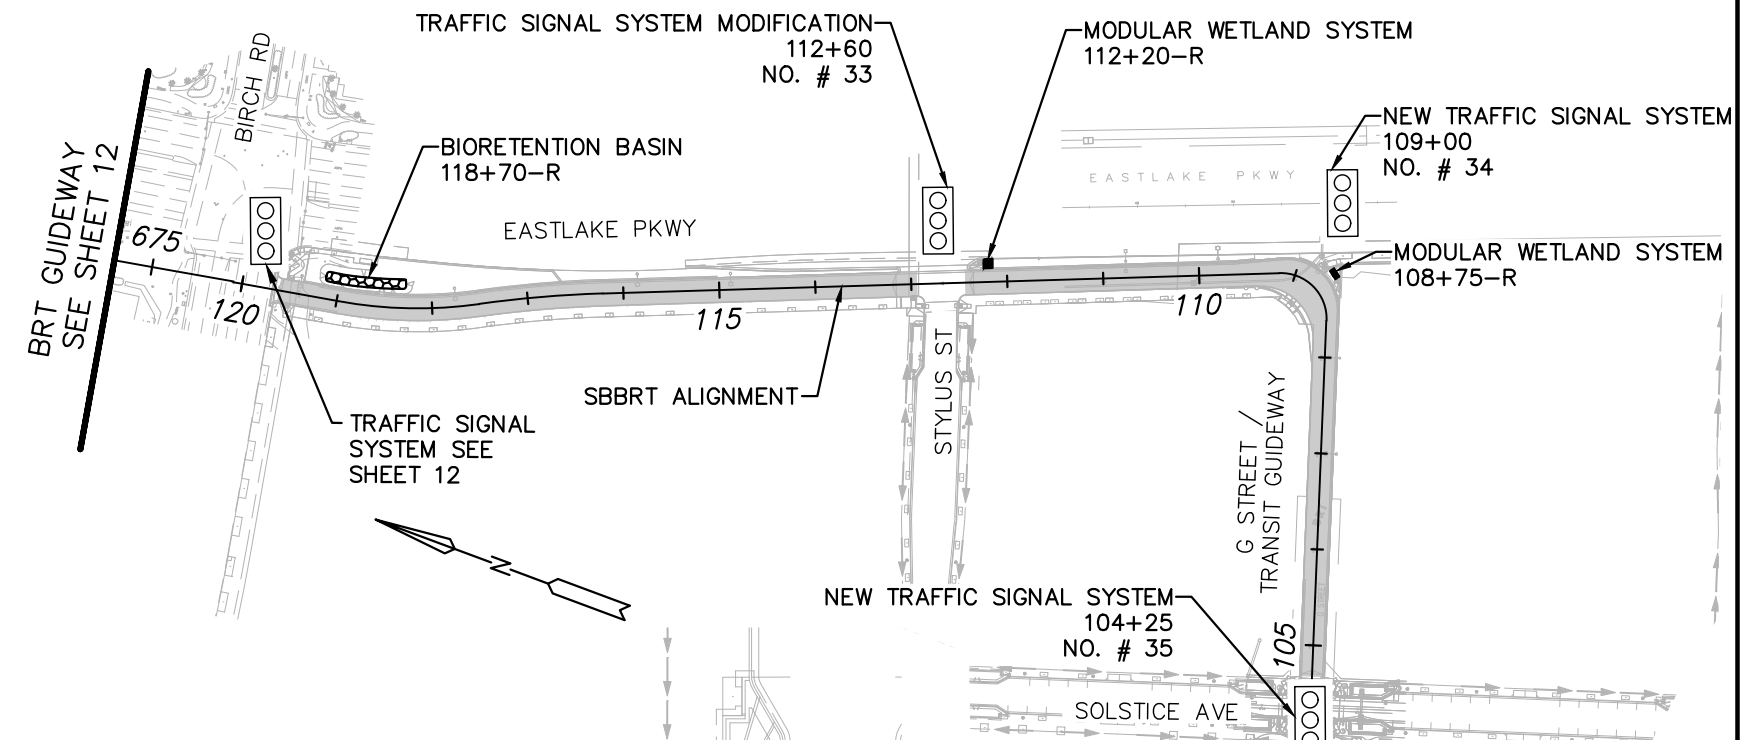 TRAFFIC SIGNAL SYSTEM MODIFICATION
112+60
NO. # 33
MODULAR WETLAND SYSTEM
112+20-R
NEW TRAFFIC SIGNAL SYSTEM
109+00
NO. # 34
BIRCH RD
BIORETENTION BASIN
118+70-R
EASTLAKE PKWY
EASTLAKE PKWY
BRT GUIDEWAY
SEE SHEET 12
675
120
115
110
MODULAR WETLAND SYSTEM
108+75-R
SBBRT ALIGNMENT
STYLUS ST
TRAFFIC SIGNAL
SYSTEM SEE
SHEET 12
G STREET /
TRANSIT GUIDEWAY
N
NEW TRAFFIC SIGNAL SYSTEM
104+25
NO. # 35
105
SOLSTICE AVE